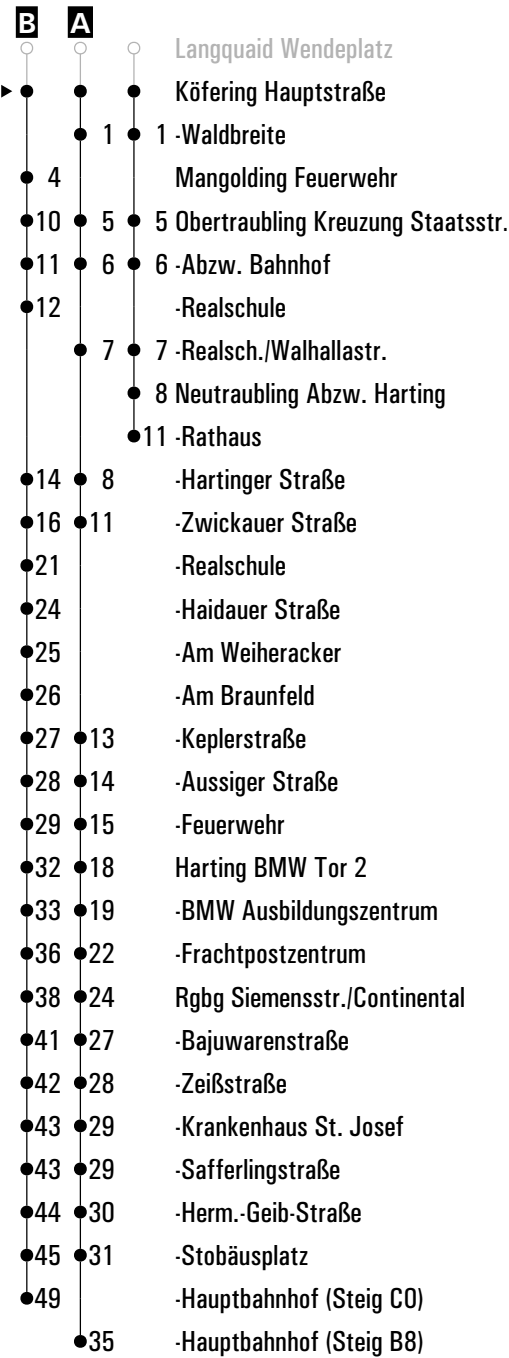 B A
Langquaid Wendeplatz
Köfering Hauptstraße
1 1 -Waldbreite
4 Mangolding Feuerwehr
10 5 5 Obertraubling Kreuzung Staatsstr.
11 6 6 -Abzw. Bahnhof
12 -Realschule
7 7 -Realsch./Walhallastr.
8 Neutraubling Abzw. Harting
11 -Rathaus
14 8 -Hartinger Straße
16 11 -Zwickauer Straße
21 -Realschule
24 -Haidauer Straße
25 -Am Weiheracker
26 -Am Braunfeld
27 13 -Keplerstraße
28 14 -Aussiger Straße
29 15 -Feuerwehr
32 18 Harting BMW Tor 2
33 19 -BMW Ausbildungszentrum
36 22 -Frachtpostzentrum
38 24 Rgbg Siemensstr./Continental
41 27 -Bajuwarenstraße
42 28 -Zeißstraße
43 29 -Krankenhaus St. Josef
43 29 -Safferlingstraße
44 30 -Herm.-Geib-Straße
45 31 -Stobäusplatz
49 -Hauptbahnhof (Steig C0)
35 -Hauptbahnhof (Steig B8)